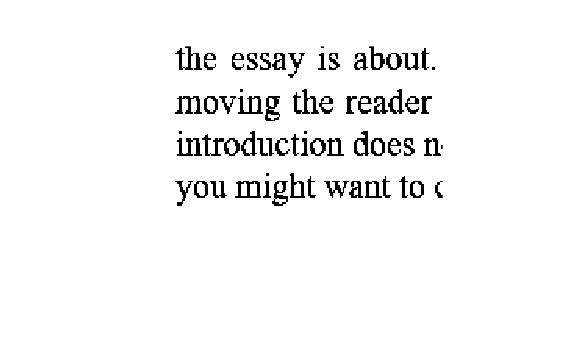 the essay is about.
moving the reader
introduction does
you might want to